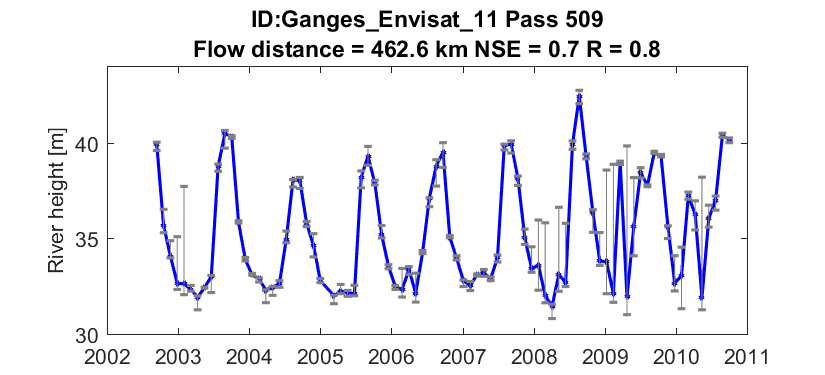 ID:Ganges_Envisat_11 Pass 509
Flow distance = 462.6 km NSE = 0.7 R = 0.8
River height [m]
40
35
30
2002 2003 2004 2005 2006 2007 2008 2009 2010 2011